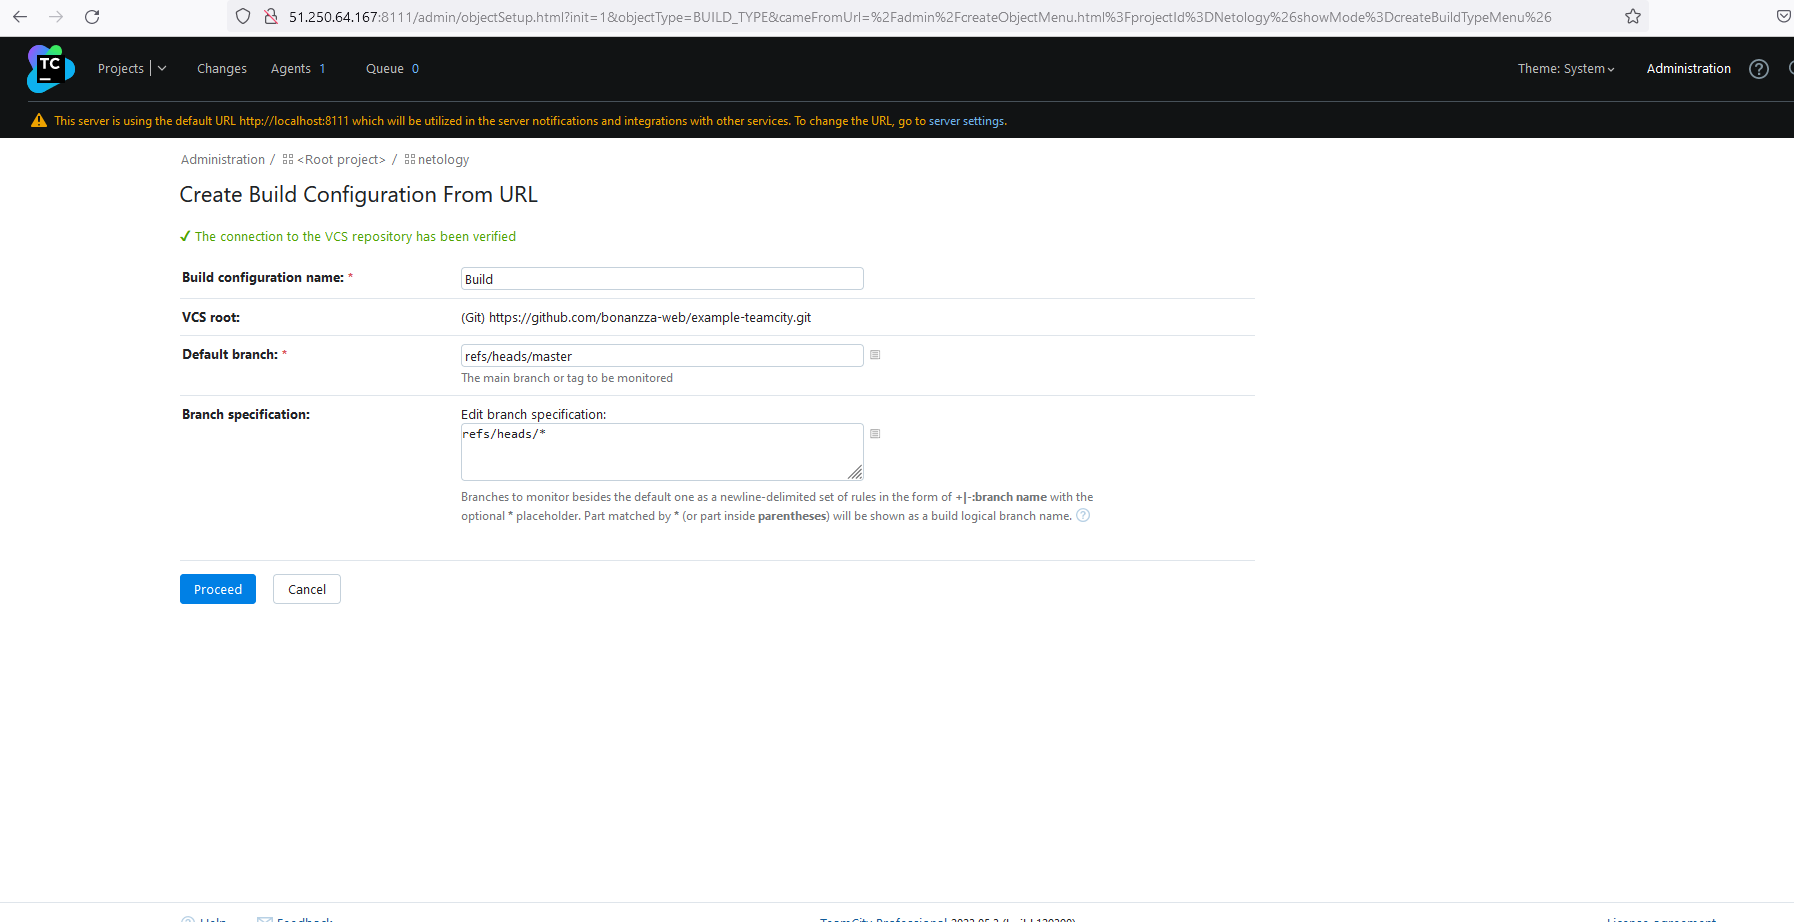 51.250.64.167:8111/admin/objectSetup.html?init=1&objectType=BUILD_TYPE&cameFromUrl=%2Fadmin%2FcreateObjectMenu.html%3FprojectId%3DNetology%26showMode%3DcreateBuildTypeMenu%26
TC
Projects
Changes
Agents 1
Queue 0
Theme: System
Administration
This server is using the default URL http://localhost:8111 which will be utilized in the server notifications and integrations with other services. To change the URL, go to server settings.
Administration / <Root project> / netology
Create Build Configuration From URL
The connection to the VCS repository has been verified
Build configuration name: *
Build
VCS root:
(Git) https://github.com/bonanzza-web/example-teamcity.git
Default branch: *
refs/heads/master
The main branch or tag to be monitored
Branch specification:
Edit branch specification:
refs/heads/*
Branches to monitor besides the default one as a newline-delimited set of rules in the form of +|-:branch name with the
optional * placeholder. Part matched by * (or part inside parentheses) will be shown as a build logical branch name.
Proceed
Cancel
Help
Feedback
TeamCity Professional
License agreement